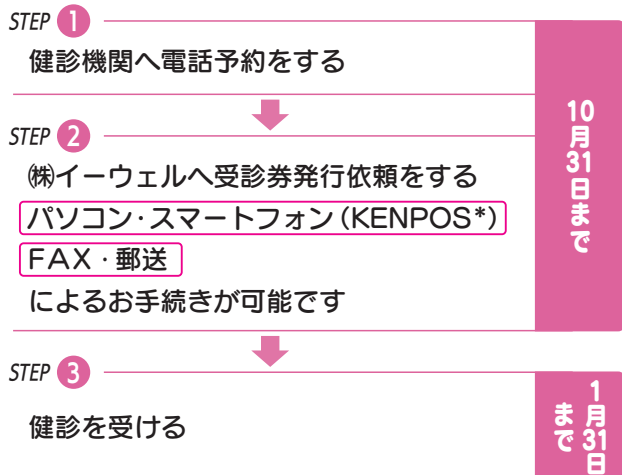 STEP 1
健診機関へ電話予約をする
STEP 2
㈱イーウェルへ受診券発行依頼をする
パソコン・スマートフォン(KENPOS*)
FAX・郵送
によるお手続きが可能です
10月31日まで
STEP 3
健診を受ける
1月31日
まで